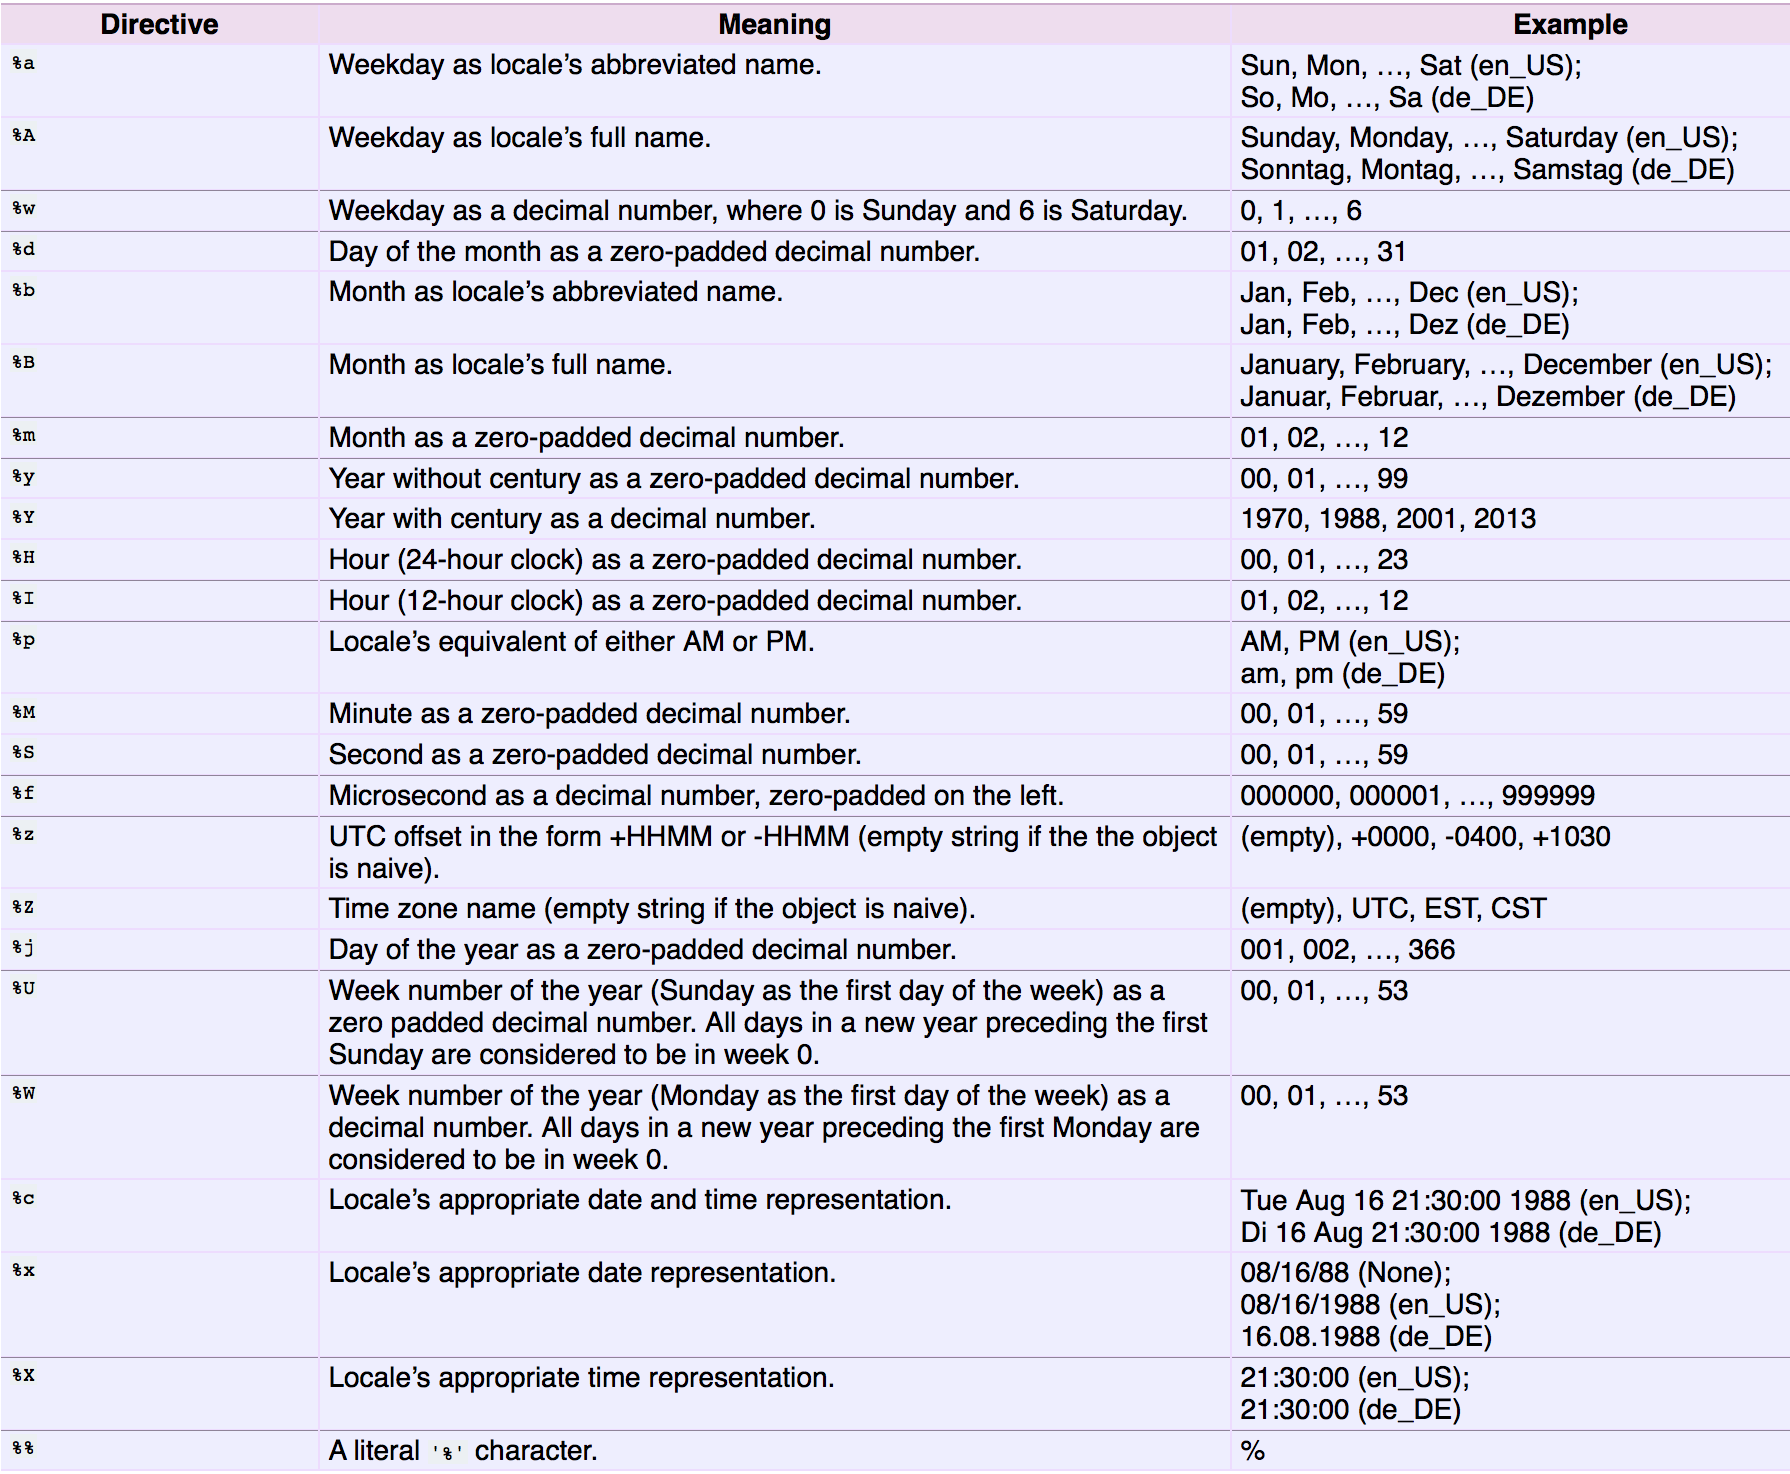 Directive Meaning Example
%a Weekday as locale’s abbreviated name. Sun, Mon, …, Sat (en_US);
So, Mo, …, Sa (de_DE)
%A Weekday as locale’s full name. Sunday, Monday, …, Saturday (en_US);
Sonntag, Montag, …, Samstag (de_DE)
%w Weekday as a decimal number, where 0 is Sunday and 6 is Saturday. 0, 1, …, 6
%d Day of the month as a zero-padded decimal number. 01, 02, …, 31
%b Month as locale’s abbreviated name. Jan, Feb, …, Dec (en_US);
Jan, Feb, …, Dez (de_DE)
%B Month as locale’s full name. January, February, …, December (en_US);
Januar, Februar, …, Dezember (de_DE)
%m Month as a zero-padded decimal number. 01, 02, …, 12
%y Year without century as a zero-padded decimal number. 00, 01, …, 99
%Y Year with century as a decimal number. 1970, 1988, 2001, 2013
%H Hour (24-hour clock) as a zero-padded decimal number. 00, 01, …, 23
%I Hour (12-hour clock) as a zero-padded decimal number. 01, 02, …, 12
%p Locale’s equivalent of either AM or PM. AM, PM (en_US);
am, pm (de_DE)
%M Minute as a zero-padded decimal number. 00, 01, …, 59
%S Second as a zero-padded decimal number. 00, 01, …, 59
%f Microsecond as a decimal number, zero-padded on the left. 000000, 000001, …, 999999
%z UTC offset in the form +HHMM or -HHMM (empty string if the the object (empty), +0000, -0400, +1030
is naive).
%Z Time zone name (empty string if the object is naive). (empty), UTC, EST, CST
%j Day of the year as a zero-padded decimal number. 001, 002, …, 366
%U Week number of the year (Sunday as the first day of the week) as a 00, 01, …, 53
zero padded decimal number. All days in a new year preceding the first
Sunday are considered to be in week 0.
%W Week number of the year (Monday as the first day of the week) as a 00, 01, …, 53
decimal number. All days in a new year preceding the first Monday are
considered to be in week 0.
%c Locale’s appropriate date and time representation. Tue Aug 16 21:30:00 1988 (en_US);
Di 16 Aug 21:30:00 1988 (de_DE)
%x Locale’s appropriate date representation. 08/16/88 (None);
08/16/1988 (en_US);
16.08.1988 (de_DE)
%X Locale’s appropriate time representation. 21:30:00 (en_US);
21:30:00 (de_DE)
%% A literal '%' character. %